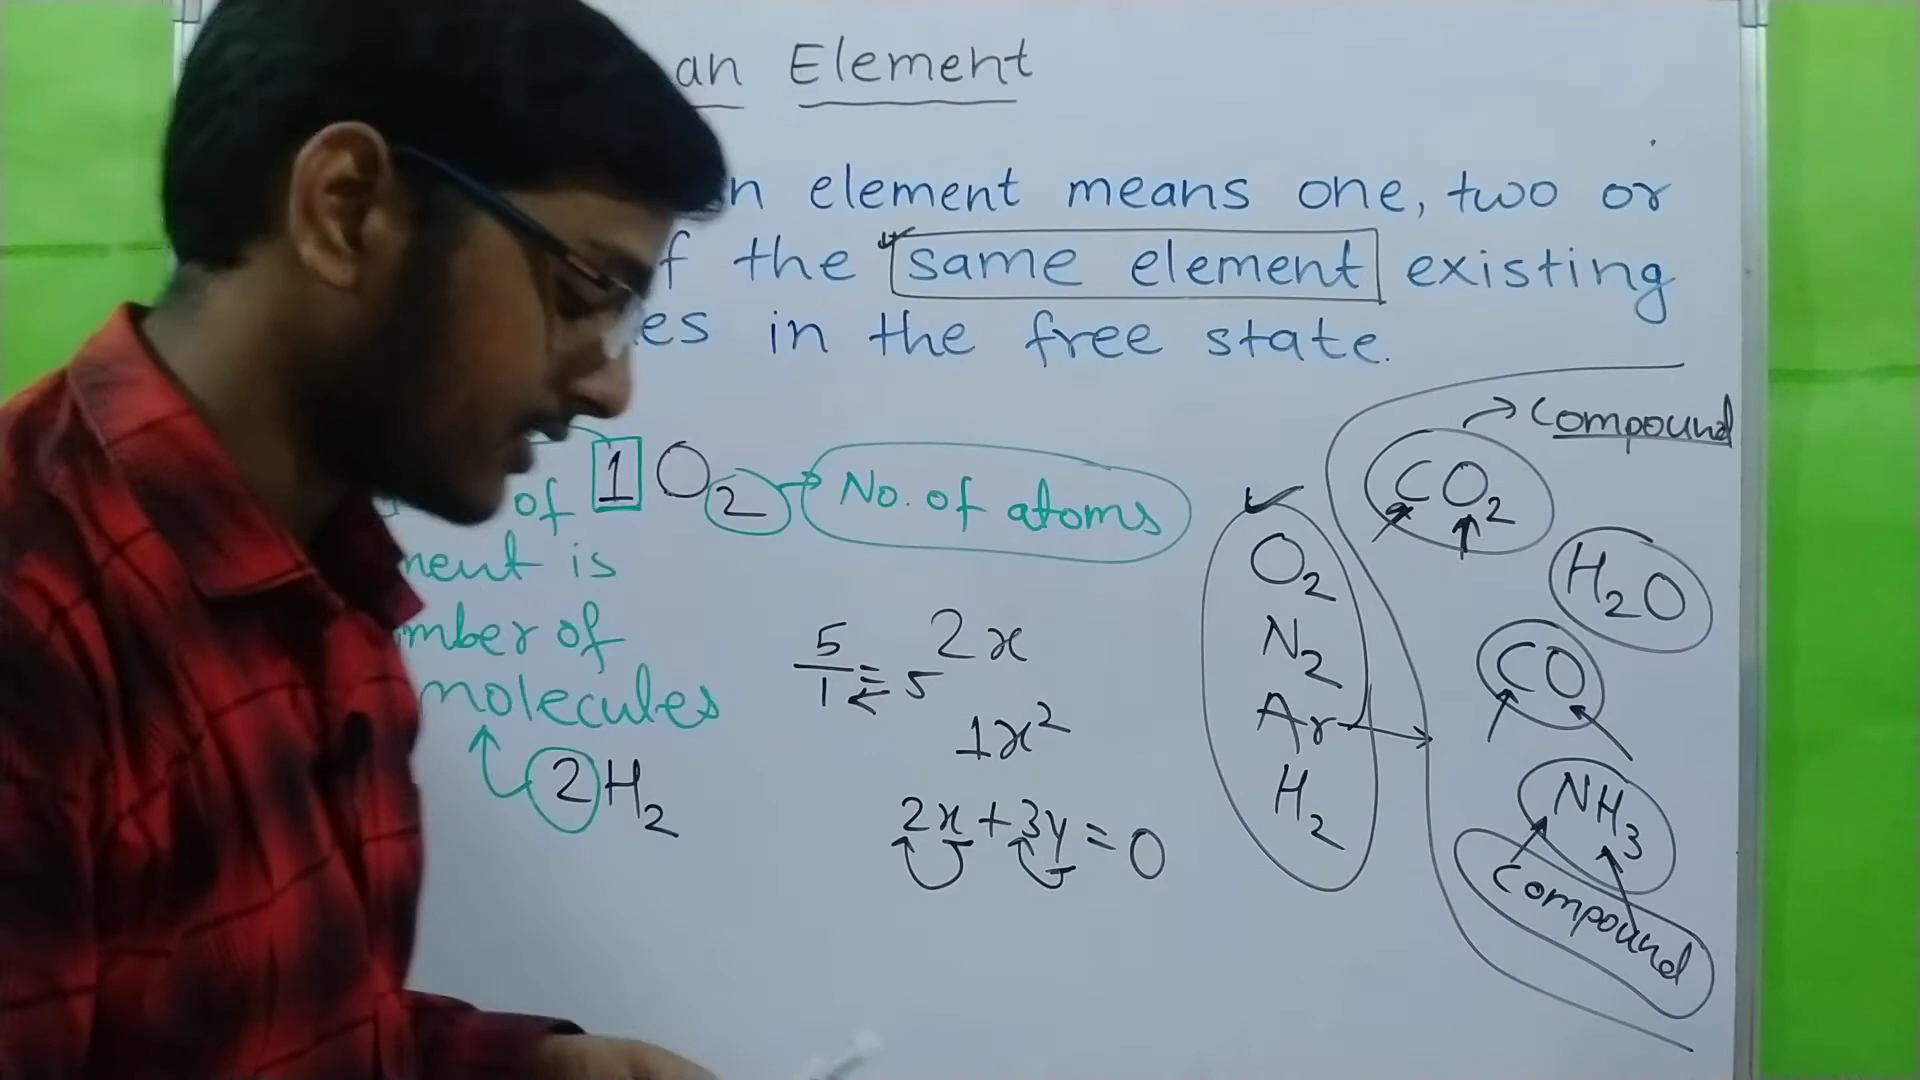 an Element
n element means one, two or
f the same element existing
es in the free state.
of 1 O2 → No. of atoms
ment is
mber of
molecules
2H2
5/1 = 5
2x
1x²
2x+3y=0
O2
N2
Ar
H2
Compound
CO2
H2O
CO
NH3
Compound